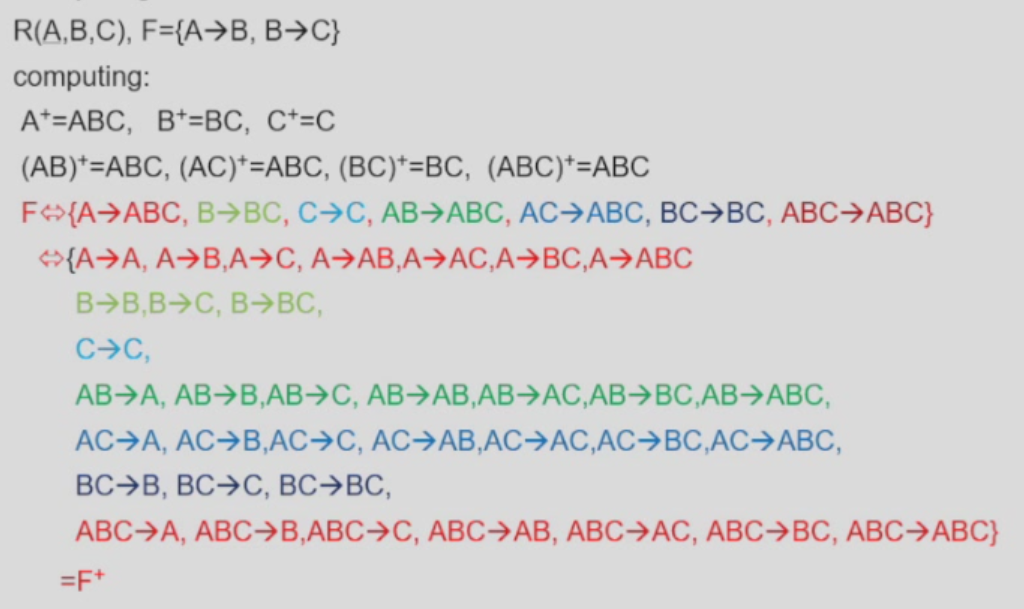 R(A,B,C), F={A→B, B→C}
computing:
A⁺=ABC, B⁺=BC, C⁺=C
(AB)⁺=ABC, (AC)⁺=ABC, (BC)⁺=BC, (ABC)⁺=ABC
F⇔{A→ABC, B→BC, C→C, AB→ABC, AC→ABC, BC→BC, ABC→ABC}
⇔{A→A, A→B,A→C, A→AB,A→AC,A→BC,A→ABC
B→B,B→C, B→BC,
C→C,
AB→A, AB→B,AB→C, AB→AB,AB→AC,AB→BC,AB→ABC,
AC→A, AC→B,AC→C, AC→AB,AC→AC,AC→BC,AC→ABC,
BC→B, BC→C, BC→BC,
ABC→A, ABC→B,ABC→C, ABC→AB, ABC→AC, ABC→BC, ABC→ABC}
=F⁺